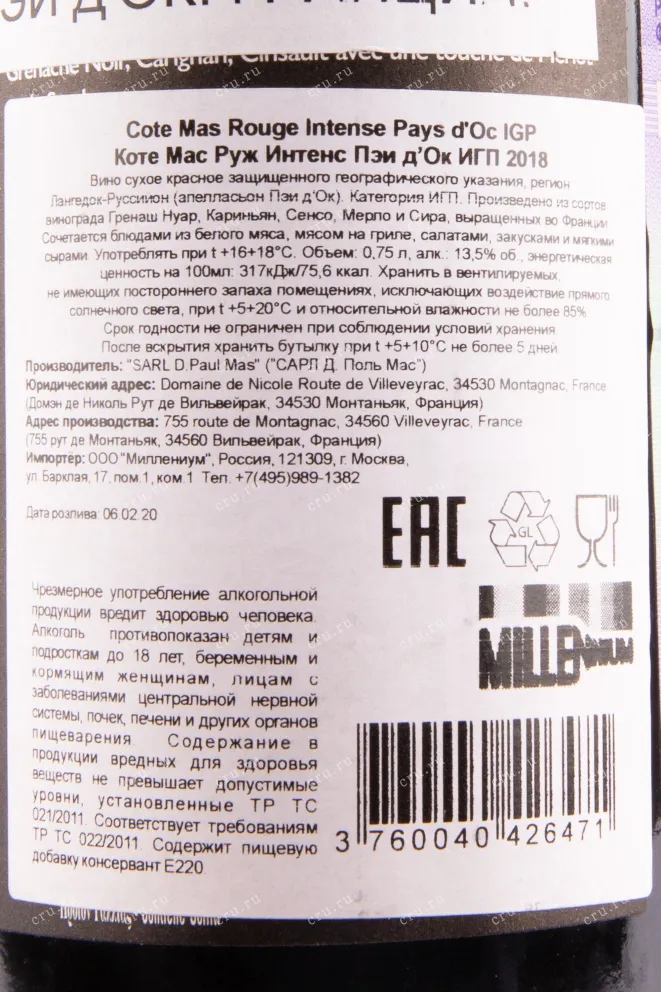 Grenache Noir, Carignan, Cinsault avec une touche de Merlot
Cote Mas Rouge Intense Pays d'Oc IGP
Коте Мас Руж Интенс Пэи д’Ок ИГП 2018
Вино сухое красное защищенного географического указания, регион
Лангедок-Руссийон (апелласьон Пэи д'Ок). Категория ИГП. Произведено из сортов
винограда Гренаш Нуар, Кариньян, Сенсо, Мерло и Сира, выращенных во Франции
Сочетается блюдами из белого мяса, мясом на гриле, салатами, закусками и мягкими
сырами. Употреблять при t +16+18°С. Объем: 0,75 л, алк.: 13,5% об., энергетическая
ценность на 100мл: 317кДж/75,6 ккал. Хранить в вентилируемых,
не имеющих постороннего запаха помещениях, исключающих воздействие прямого
солнечного света, при t +5+20°С и относительной влажности не более 85%
Срок годности не ограничен при соблюдении условий хранения.
После вскрытия хранить бутылку при t +5+10°С не более 5 дней
Производитель: "SARL D.Paul Mas" ("САРЛ Д. Поль Мас")
Юридический адрес: Domaine de Nicole Route de Villeveyrac, 34530 Montagnac, France
(Домэн де Николь Рут де Вильвейрак, 34530 Монтаньяк, Франция)
Адрес производства: 755 route de Montagnac, 34560 Villeveyrac, France
(755 рут де Монтаньяк, 34560 Вильвейрак, Франция)
Импортёр: ООО "Миллениум", Россия, 121309, г. Москва,
ул. Барклая, 17, пом.1, ком.1 Тел. +7(495)989-1382
Дата розлива: 06.02.20
EAC
GL
MILLENNIUM
Чрезмерное употребление алкогольной
продукции вредит здоровью человека.
Алкоголь противопоказан детям и
подросткам до 18 лет, беременным и
кормящим женщинам, лицам с
заболеваниями центральной нервной
системы, почек, печени и других органов
пищеварения. Содержание в
продукции вредных для здоровья
веществ не превышает допустимые
уровни, установленные ТР ТС
021/2011. Соответствует требованиям
ТР ТС 022/2011. Содержит пищевую
добавку консервант Е220.
3 760040 426471
cru.ru